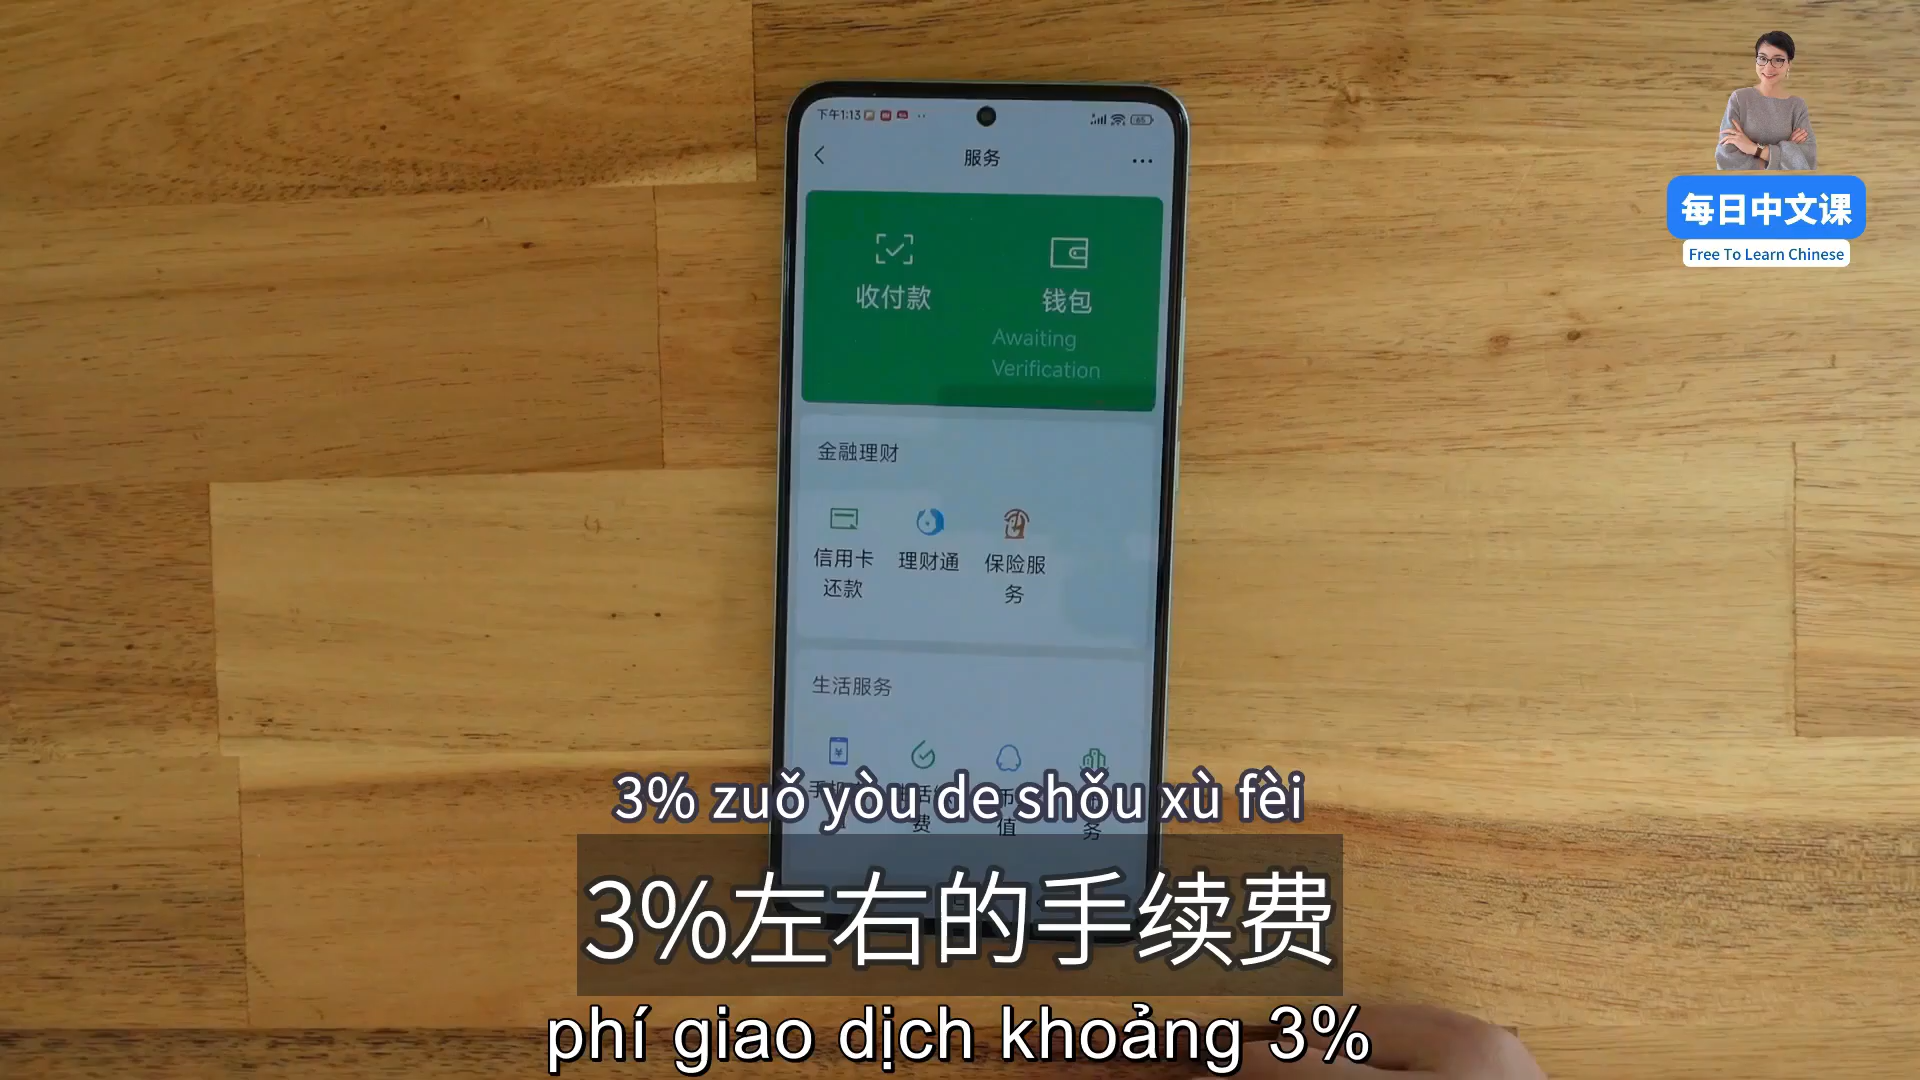 每日中文课
Free To Learn Chinese
下午1:13
服务
收付款
钱包
Awaiting
Verification
金融理财
信用卡
还款
理财通
保险服
务
生活服务
费
值
务
3% zuǒ yòu de shǒu xù fèi
3%左右的手续费
phí giao dịch khoảng 3%